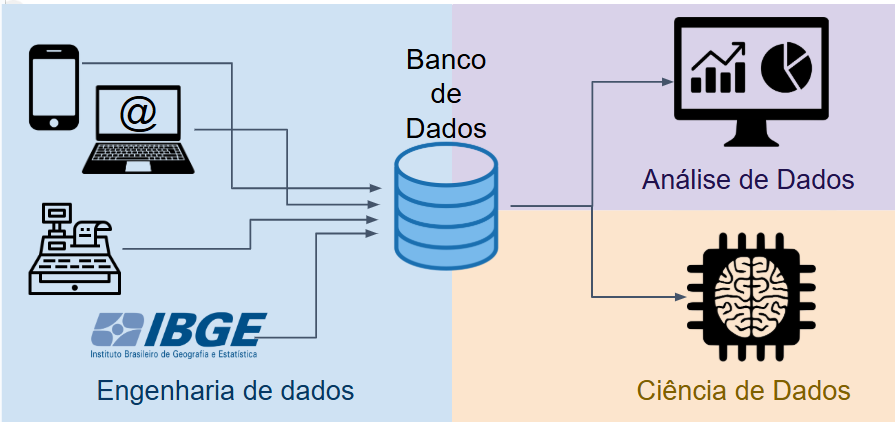 @
Banco
de
Dados
Análise de Dados
IBGE
Instituto Brasileiro de Geografia e Estatística
Engenharia de dados
Ciência de Dados